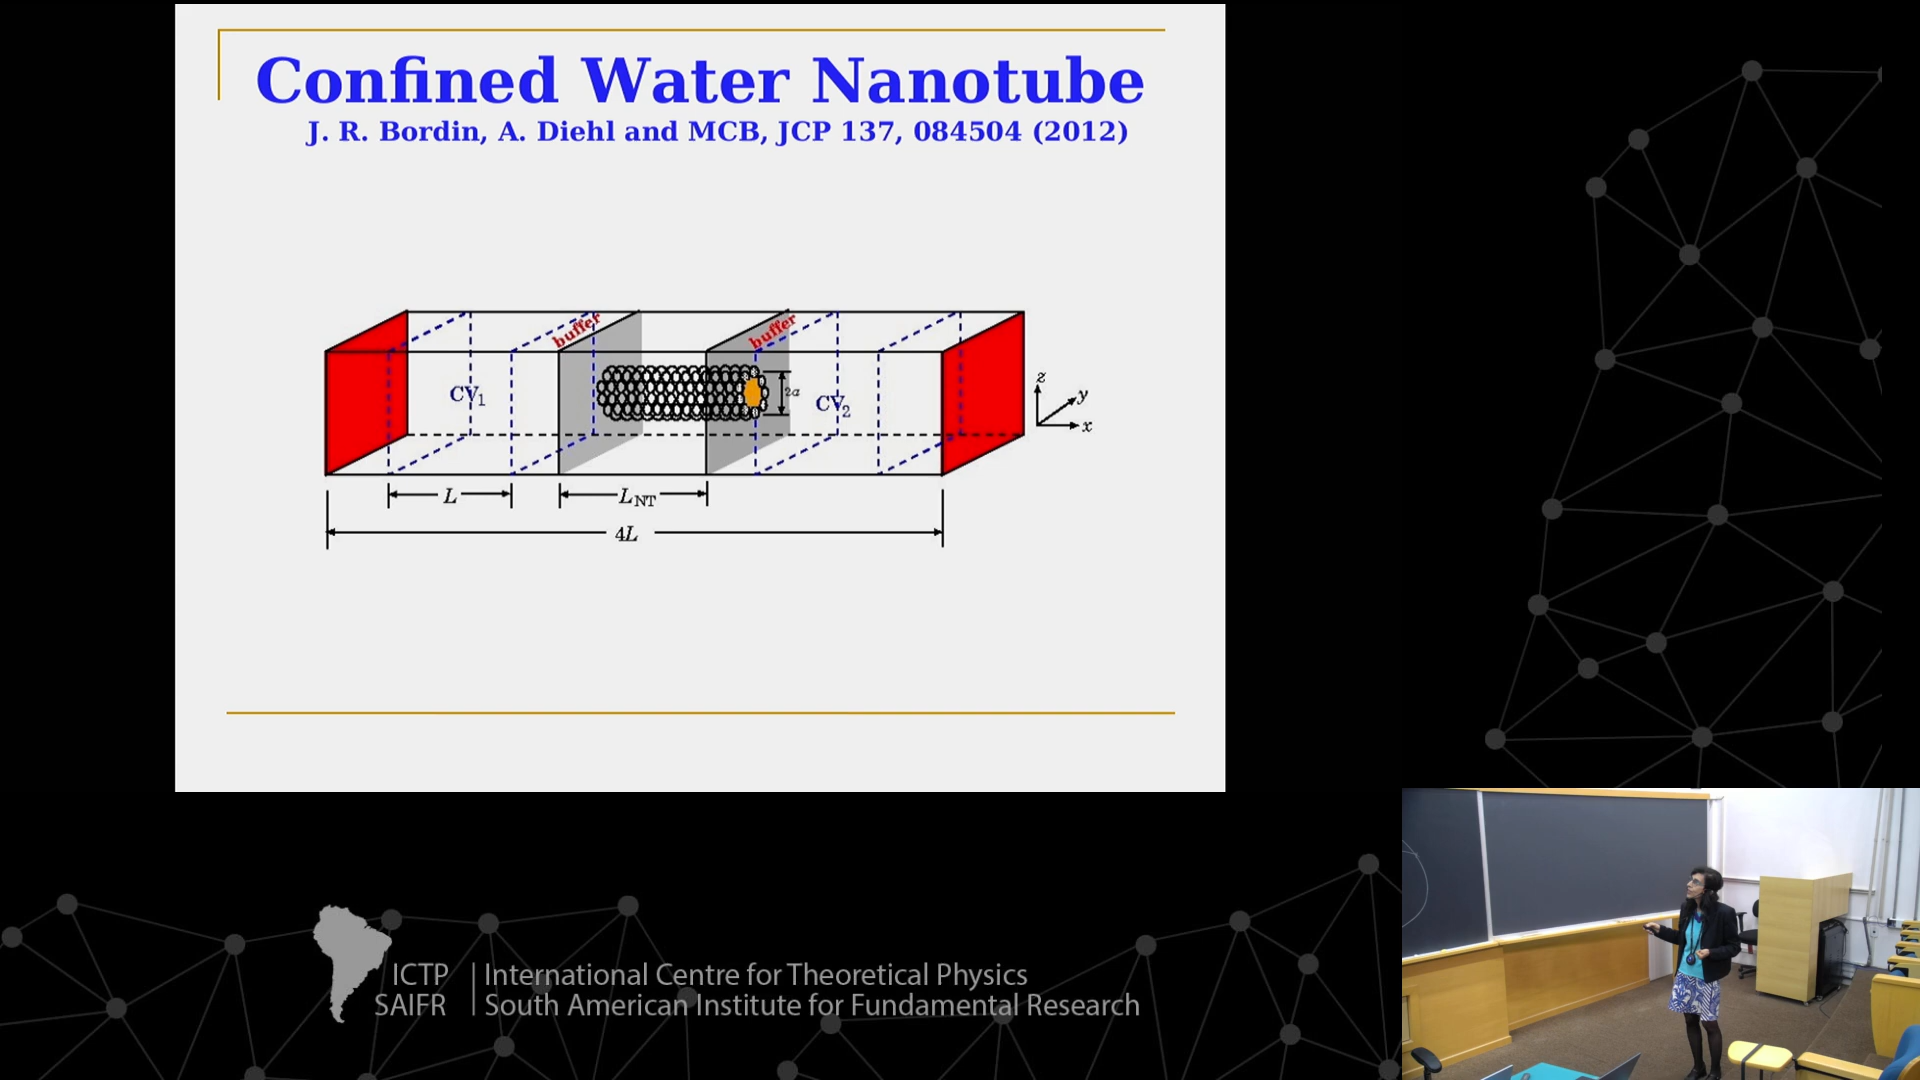 Confined Water Nanotube
J. R. Bordin, A. Diehl and MCB, JCP 137, 084504 (2012)
buffer
buffer
CV₁
2a
CV₂
z
y
x
L
L_NT
4L
ICTP | International Centre for Theoretical Physics
SAIFR | South American Institute for Fundamental Research